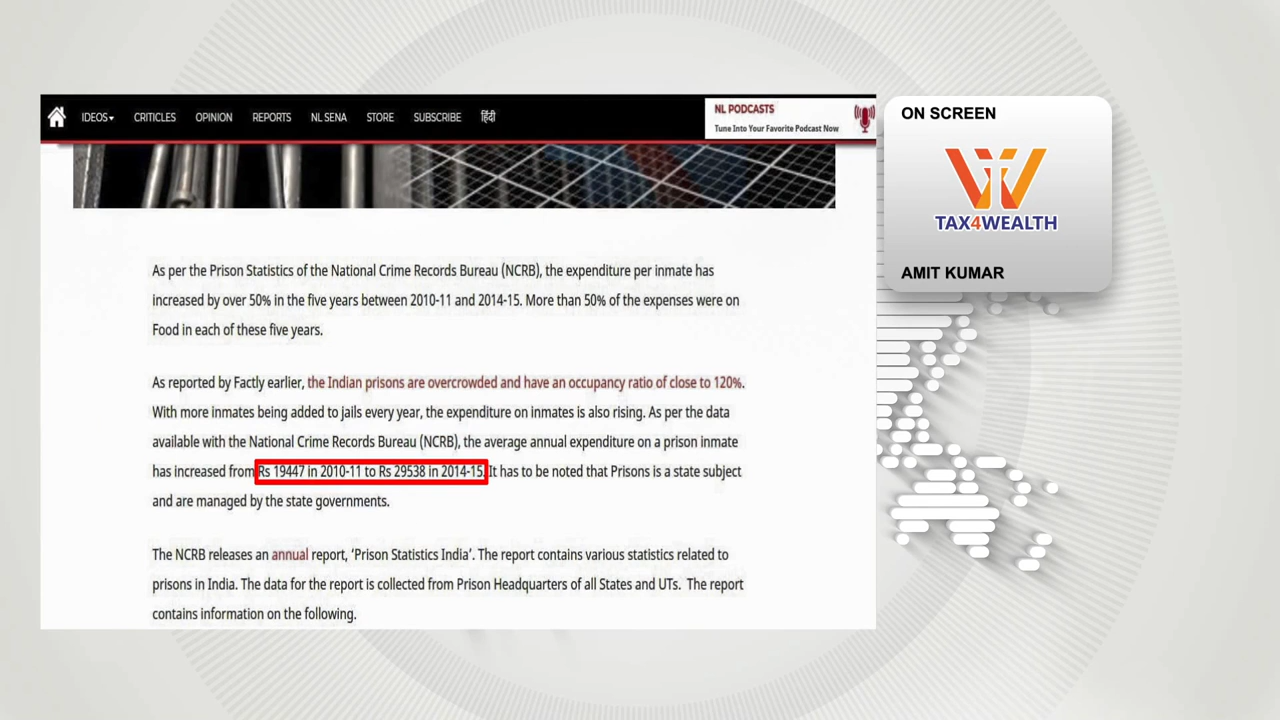 IDEOS
CRITICLES
OPINION
REPORTS
NL SENA
STORE
SUBSCRIBE
हिंदी
NL PODCASTS
Tune Into Your Favorite Podcast Now
ON SCREEN
TAX4WEALTH
AMIT KUMAR
As per the Prison Statistics of the National Crime Records Bureau (NCRB), the expenditure per inmate has
increased by over 50% in the five years between 2010-11 and 2014-15. More than 50% of the expenses were on
Food in each of these five years.
As reported by Factly earlier, the Indian prisons are overcrowded and have an occupancy ratio of close to 120%.
With more inmates being added to jails every year, the expenditure on inmates is also rising. As per the data
available with the National Crime Records Bureau (NCRB), the average annual expenditure on a prison inmate
has increased from Rs 19447 in 2010-11 to Rs 29538 in 2014-15. It has to be noted that Prisons is a state subject
and are managed by the state governments.
The NCRB releases an annual report, ‘Prison Statistics India’. The report contains various statistics related to
prisons in India. The data for the report is collected from Prison Headquarters of all States and UTs. The report
contains information on the following.